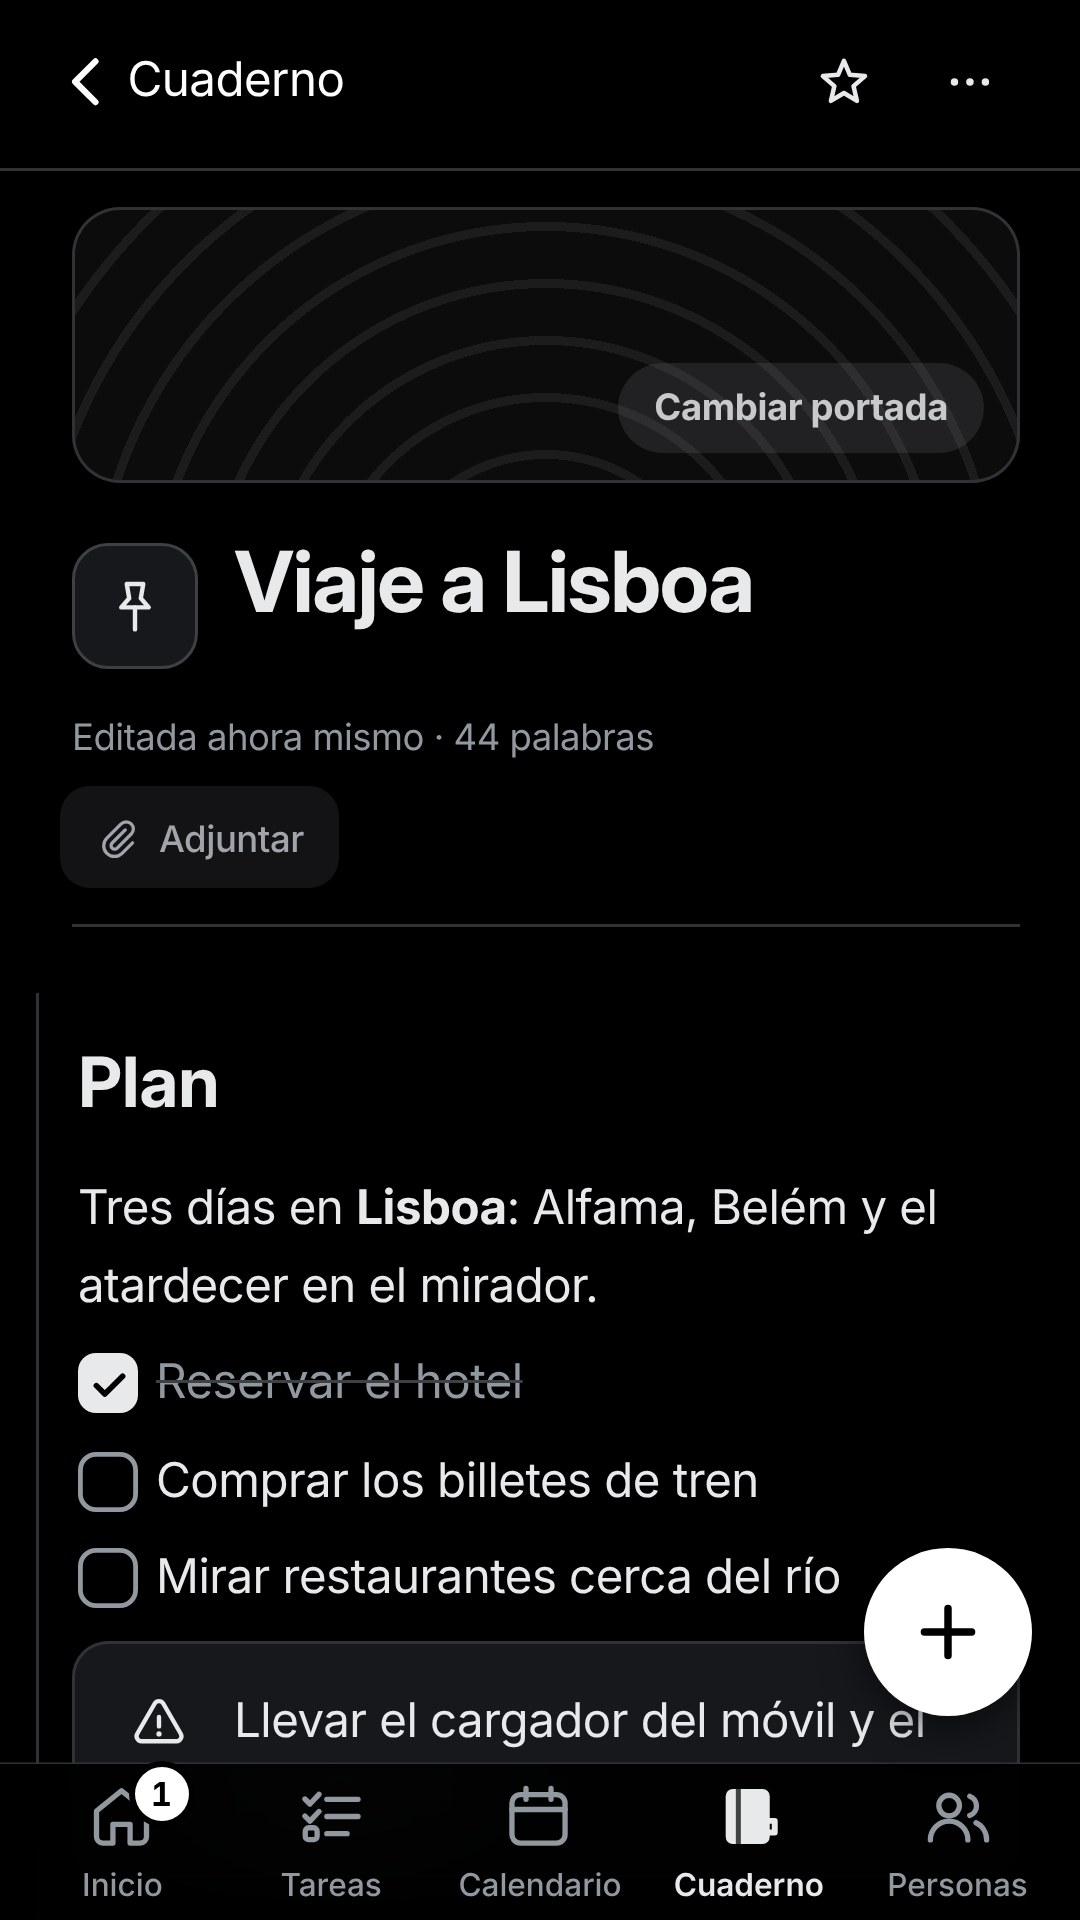 Cuaderno
Cambiar portada
Viaje a Lisboa
Editada ahora mismo · 44 palabras
Adjuntar
Plan
Tres días en Lisboa: Alfama, Belém y el
atardecer en el mirador.
Reservar el hotel
Comprar los billetes de tren
Mirar restaurantes cerca del río
Llevar el cargador del móvil y el
1
Inicio
Tareas
Calendario
Cuaderno
Personas